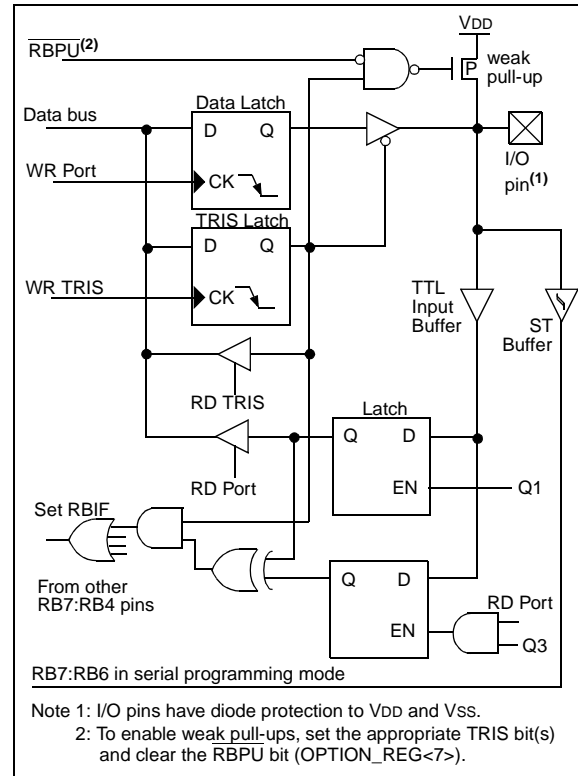 VDD
RBPU(2)
P
weak
pull-up
Data Latch
Data bus
D Q
I/O
pin(1)
WR Port
CK
TRIS Latch
D Q
WR TRIS
CK
TTL
Input
Buffer
ST
Buffer
RD TRIS
Latch
Q D
RD Port
EN
Q1
Set RBIF
From other
RB7:RB4 pins
Q D
RD Port
EN
Q3
RB7:RB6 in serial programming mode
Note 1: I/O pins have diode protection to VDD and VSS.
2: To enable weak pull-ups, set the appropriate TRIS bit(s)
and clear the RBPU bit (OPTION_REG<7>).